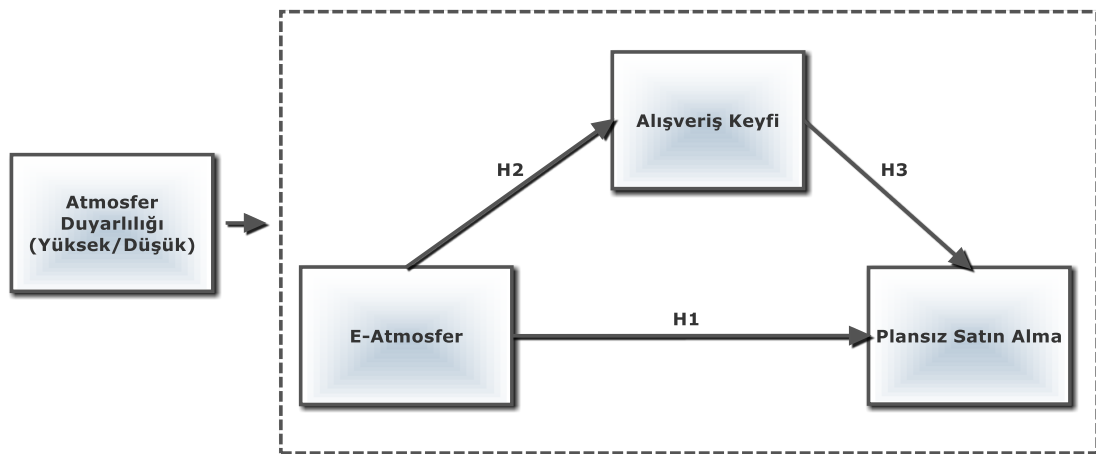 Alışveriş Keyfi
H2
H3
Atmosfer
Duyarlılığı
(Yüksek/Düşük)
H1
E-Atmosfer
Plansız Satın Alma